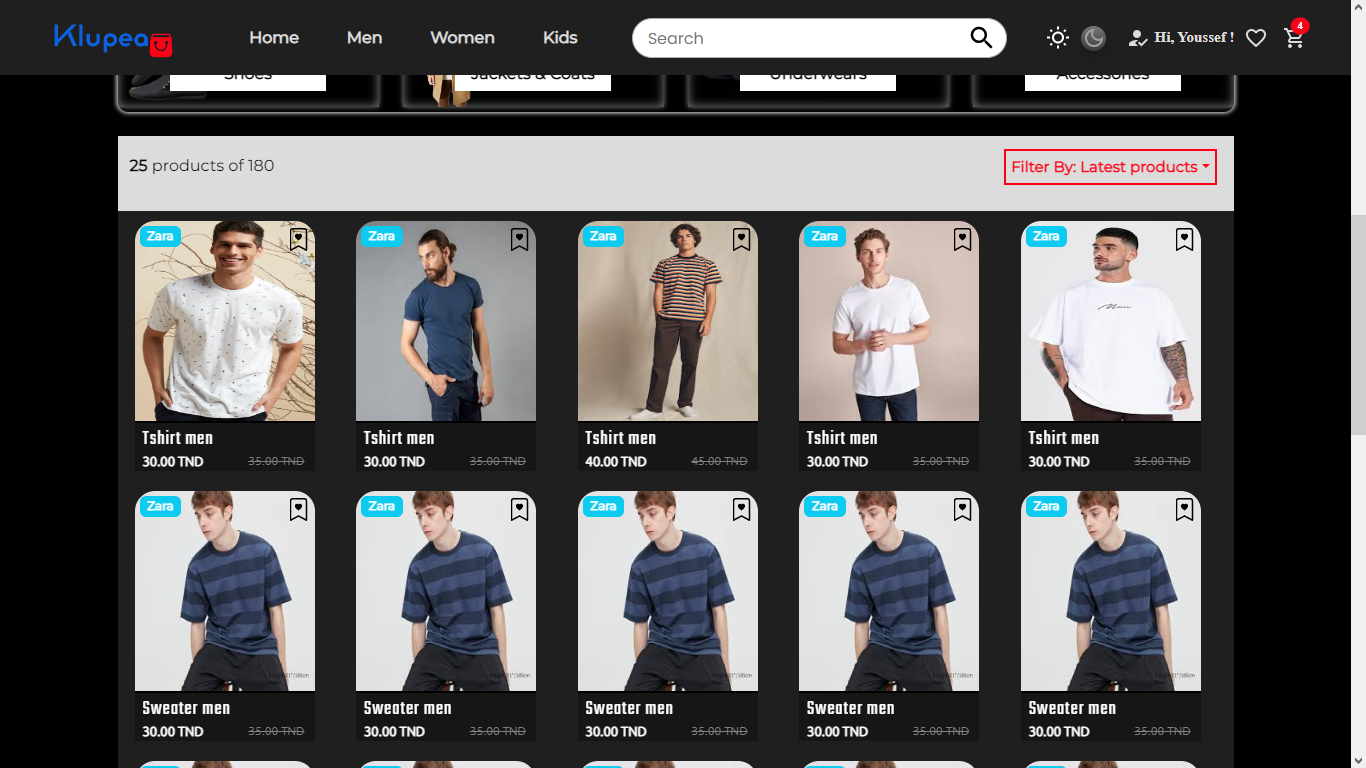 Klupea
Home Men Women Kids
Search
Hi, Youssef !
4
Shoes Jackets & Coats Underwears Accessories
25 products of 180
Filter By: Latest products
Zara Zara Zara Zara Zara
Tshirt men Tshirt men Tshirt men Tshirt men Tshirt men
30.00 TND 35.00 TND 30.00 TND 35.00 TND 40.00 TND 45.00 TND 30.00 TND 35.00 TND 30.00 TND 35.00 TND
Zara Zara Zara Zara Zara
Sweater men Sweater men Sweater men Sweater men Sweater men
30.00 TND 35.00 TND 30.00 TND 35.00 TND 30.00 TND 35.00 TND 30.00 TND 35.00 TND 30.00 TND 35.00 TND